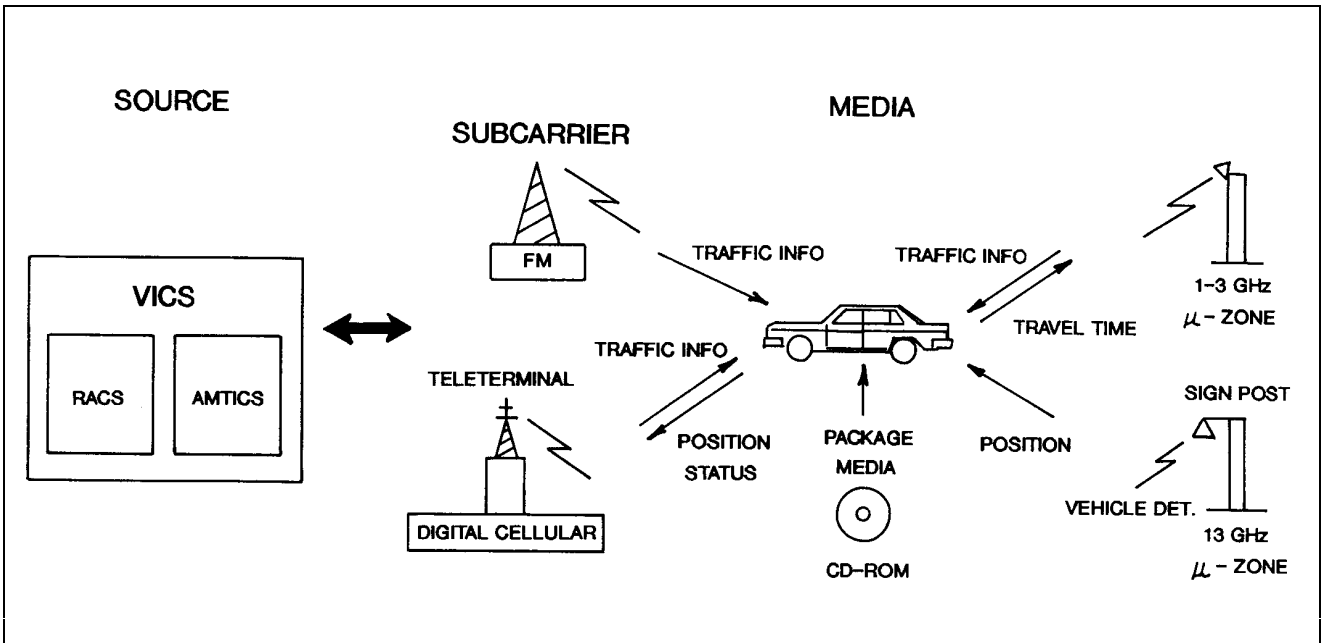 SOURCE
MEDIA
SUBCARRIER
FM
VICS
RACS
AMTICS
TRAFFIC INFO
TRAFFIC INFO
TRAVEL TIME
1-3 GHz
μ - ZONE
TRAFFIC INFO
TELETERMINAL
POSITION
STATUS
DIGITAL CELLULAR
PACKAGE
MEDIA
CD-ROM
POSITION
SIGN POST
VEHICLE DET.
13 GHz
μ - ZONE